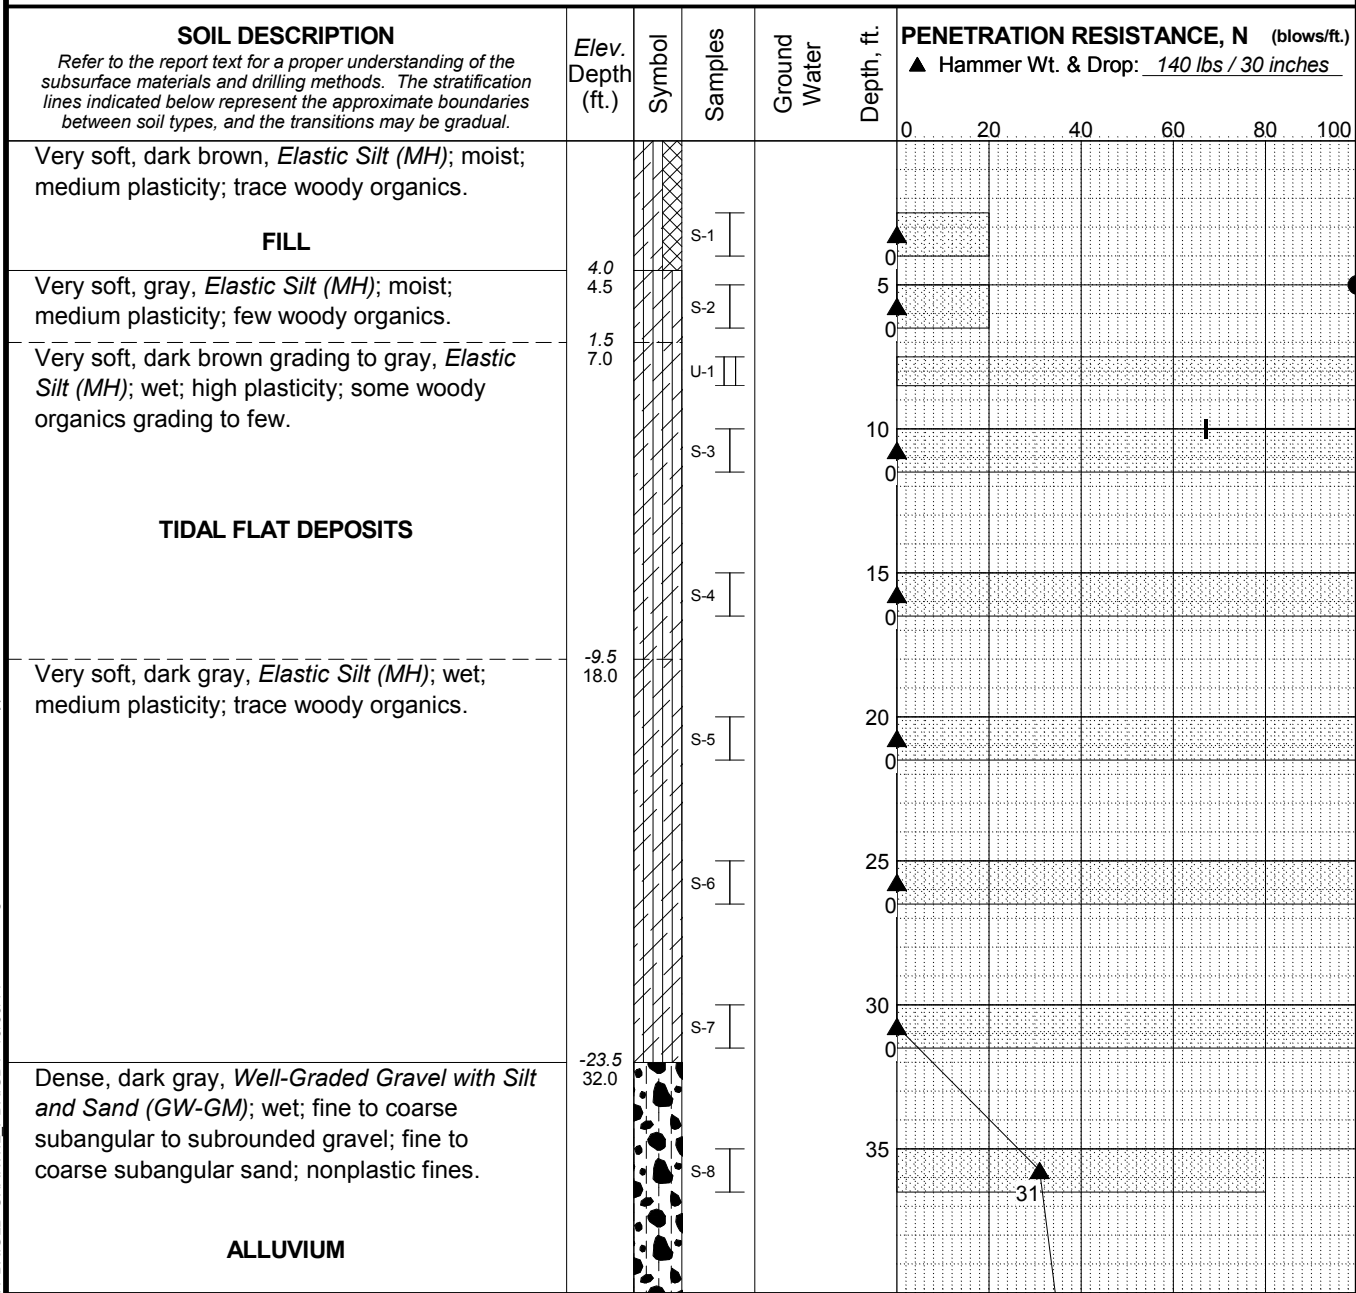 SOIL DESCRIPTION
Refer to the report text for a proper understanding of the
subsurface materials and drilling methods. The stratification
lines indicated below represent the approximate boundaries
between soil types, and the transitions may be gradual.
Elev.
Depth
(ft.)
Symbol
Samples
Ground
Water
Depth, ft.
PENETRATION RESISTANCE, N (blows/ft.)
▲ Hammer Wt. & Drop: 140 lbs / 30 inches
0 20 40 60 80 100
Very soft, dark brown, Elastic Silt (MH); moist;
medium plasticity; trace woody organics.
FILL
S-1
0
4.0
4.5
5
Very soft, gray, Elastic Silt (MH); moist;
medium plasticity; few woody organics.
S-2
0
1.5
7.0
Very soft, dark brown grading to gray, Elastic
Silt (MH); wet; high plasticity; some woody
organics grading to few.
U-1
10
S-3
0
TIDAL FLAT DEPOSITS
15
S-4
0
-9.5
18.0
Very soft, dark gray, Elastic Silt (MH); wet;
medium plasticity; trace woody organics.
20
S-5
0
25
S-6
0
30
S-7
0
-23.5
32.0
Dense, dark gray, Well-Graded Gravel with Silt
and Sand (GW-GM); wet; fine to coarse
subangular to subrounded gravel; fine to
coarse subangular sand; nonplastic fines.
35
S-8
31
ALLUVIUM